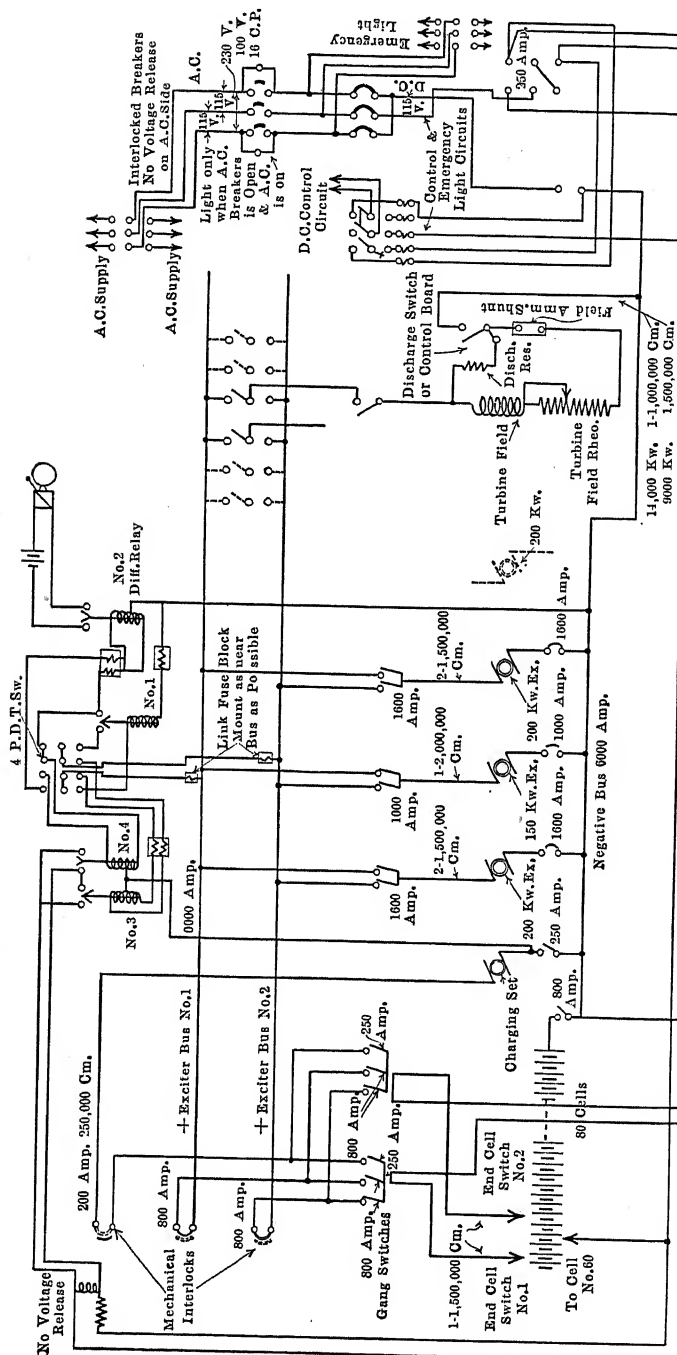 Interlocked Breakers
No Voltage Release
on A.C.Side
A.C.
230 V.
100 V.
16 C.P.
115
V.
115
V.
Light only
when A.C.
Breakers
is Open
& A.C.
is on
Emergency
Light
A.C.Supply
A.C.Supply
D.C.
115
V.
350 Amp.
D.C.Control
Circuit
Control &
Emergency
Light Circuits
Discharge Switch
or Control Board
Field Amm.Shunt
Disch.
Res.
Turbine Field
Turbine
Field Rheo.
14,000 Kw. 1-1,000,000 Cm.
9000 Kw. 1,500,000 Cm.
No.2
Diff.Relay
4 P.D.T.Sw.
No.1
No.4
No.3
Link Fuse Block
Mount as near
Bus as Possible
0000 Amp.
200 Kw.
1600
Amp.
2-1,500,000
Cm.
200 Kw.Ex.
1600 Amp.
1000
Amp.
1-2,000,000
Cm.
150 Kw.Ex.
1000 Amp.
1600
Amp.
2-1,500,000
Cm.
200 Kw.Ex.
1600 Amp.
Negative Bus 6000 Amp.
Charging Set
250 Amp.
800
Amp.
200 Amp. 250,000 Cm.
+ Exciter Bus No.1
+ Exciter Bus No.2
800 Amp.
800 Amp.
No Voltage
Release
Mechanical
Interlocks
250
Amp.
800 Amp.
250 Amp.
800 Amp.
Gang Switches
1-1,500,000 Cm.
End Cell
Switch
No.1
End Cell
Switch
No.2
To Cell
No.60
80 Cells